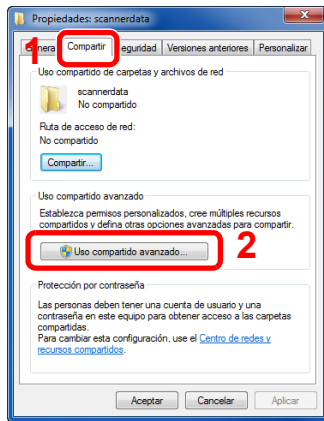 Propiedades: scannerdata
1
Compartir
Versiones anteriores
Personalizar
Uso compartido de carpetas y archivos de red
scannerdata
No compartido
Ruta de acceso de red:
No compartido
Compartir...
Uso compartido avanzado
Establezca permisos personalizados, cree múltiples recursos
compartidos y defina otras opciones avanzadas para compartir.
Uso compartido avanzado...
2
Protección por contraseña
Las personas deben tener una cuenta de usuario y una
contraseña en este equipo para obtener acceso a las carpetas
compartidas.
Para cambiar esta configuración, use el Centro de redes y
recursos compartidos.
Aceptar
Cancelar
Aplicar